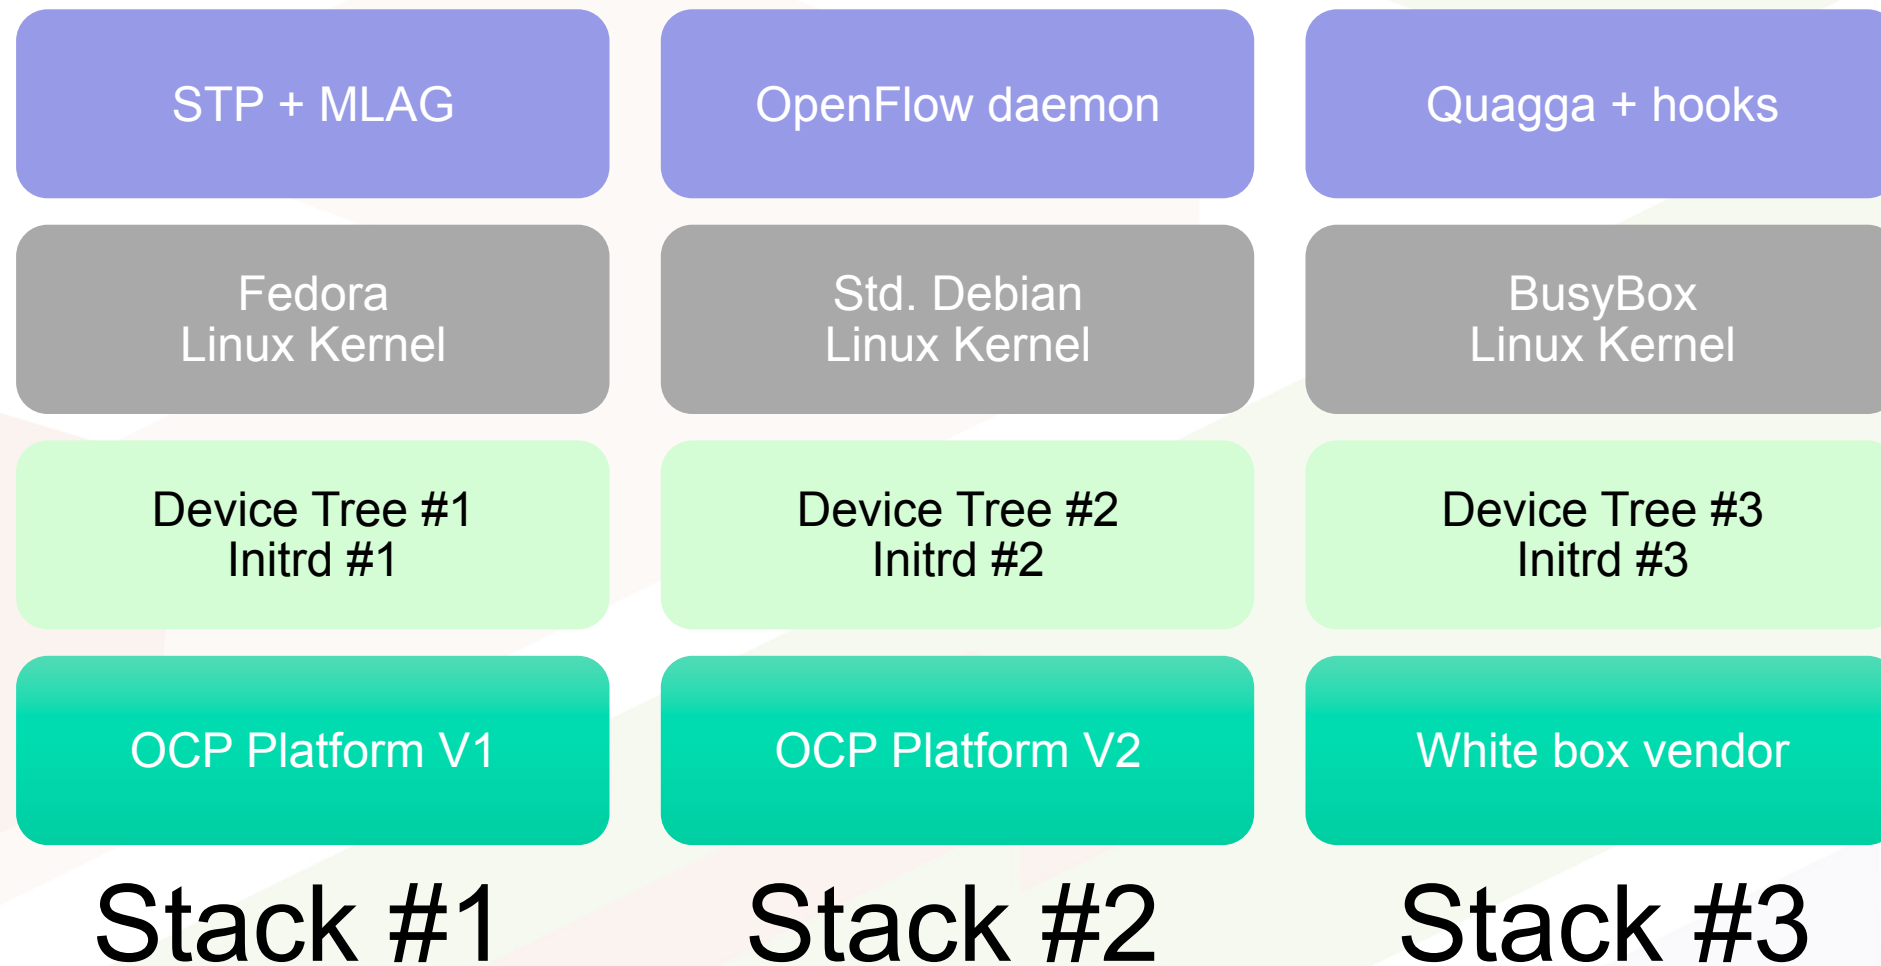 STP + MLAG
OpenFlow daemon
Quagga + hooks
Fedora
Linux Kernel
Std. Debian
Linux Kernel
BusyBox
Linux Kernel
Device Tree #1
Initrd #1
Device Tree #2
Initrd #2
Device Tree #3
Initrd #3
OCP Platform V1
OCP Platform V2
White box vendor
Stack #1
Stack #2
Stack #3